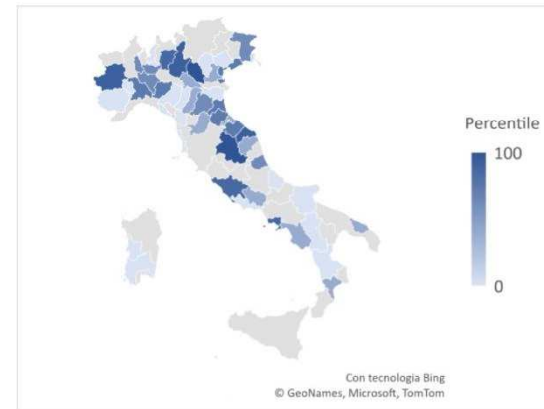 Percentile
100
0
Con tecnologia Bing
© GeoNames, Microsoft, TomTom